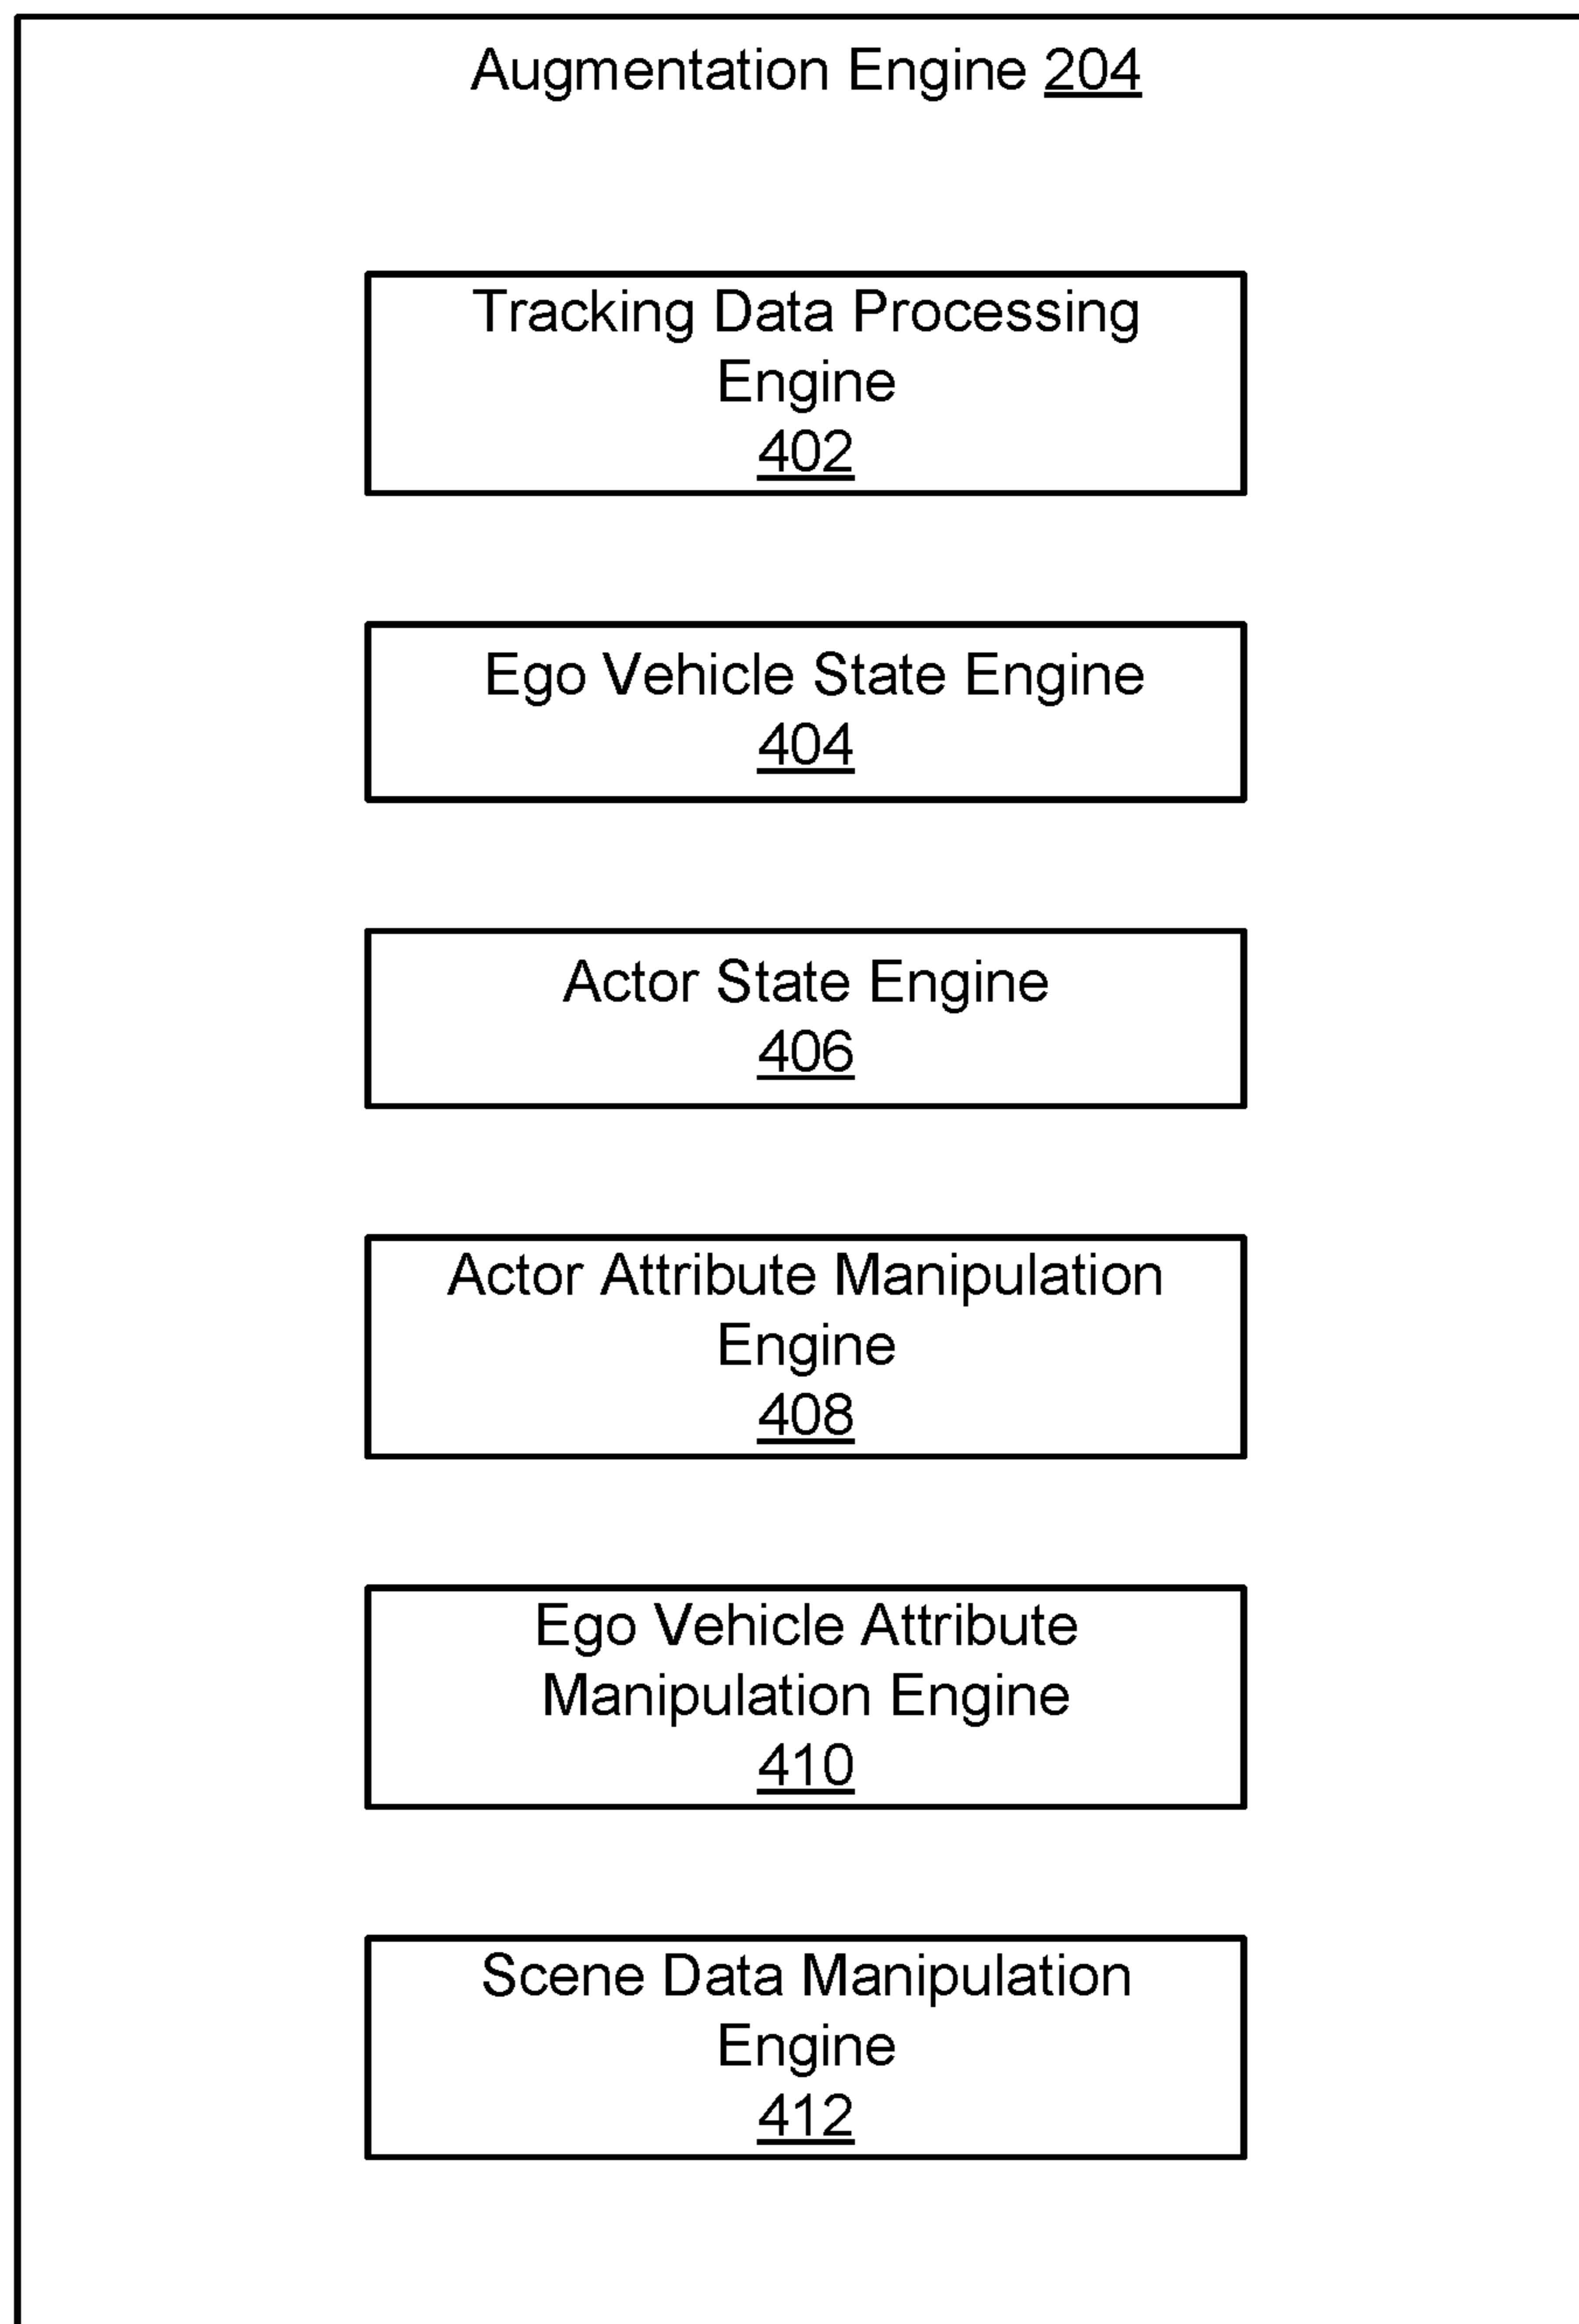 Augmentation Engine 204
Tracking Data Processing
Engine
402
Ego Vehicle State Engine
404
Actor State Engine
406
Actor Attribute Manipulation
Engine
408
Ego Vehicle Attribute
Manipulation Engine
410
Scene Data Manipulation
Engine
412